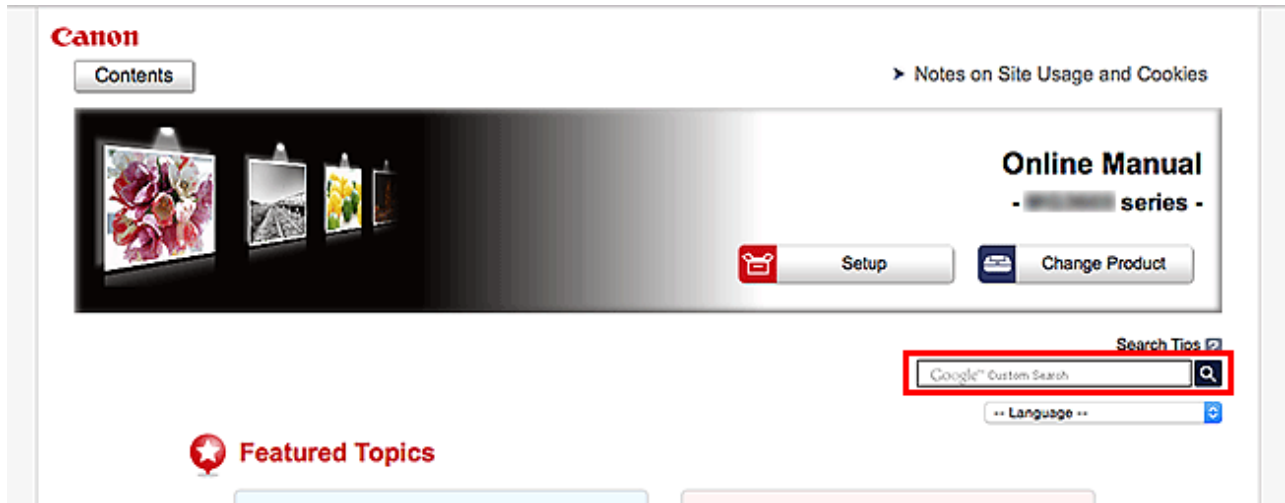 Canon
Contents
Notes on Site Usage and Cookies
Online Manual
- series -
Setup
Change Product
Search Tips
Google™ Custom Search
-- Language --
Featured Topics